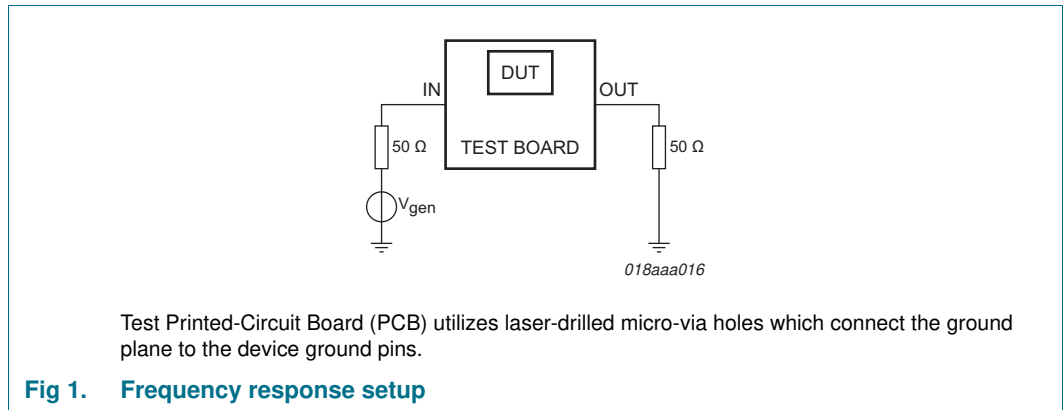 DUT
IN
OUT
50 Ω
TEST BOARD
50 Ω
Vgen
018aaa016
Test Printed-Circuit Board (PCB) utilizes laser-drilled micro-via holes which connect the ground
plane to the device ground pins.
Fig 1. Frequency response setup